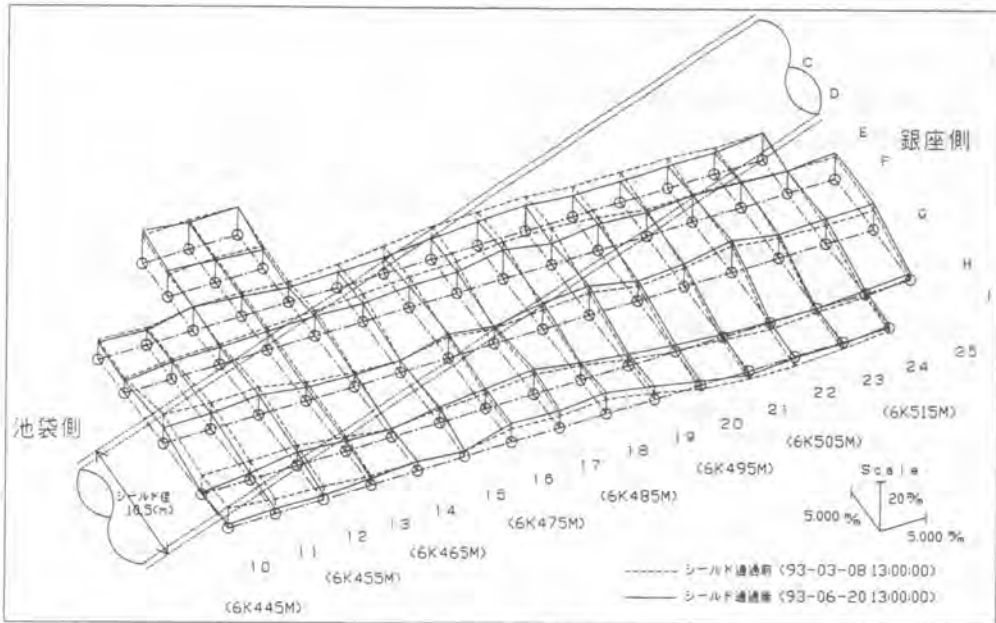 C
D
E
F
銀座側
G
H
池袋側
シールド径
10.5(m)
10
11
12
13
14
15
16
17
18
19
20
21
22
23
24
25
(6K445M)
(6K455M)
(6K465M)
(6K475M)
(6K485M)
(6K495M)
(6K505M)
(6K515M)
Scale
20‰
5.000 ‰
5.000 ‰
シールド通過前 (93-03-08 13:00:00)
シールド通過後 (93-06-20 13:00:00)